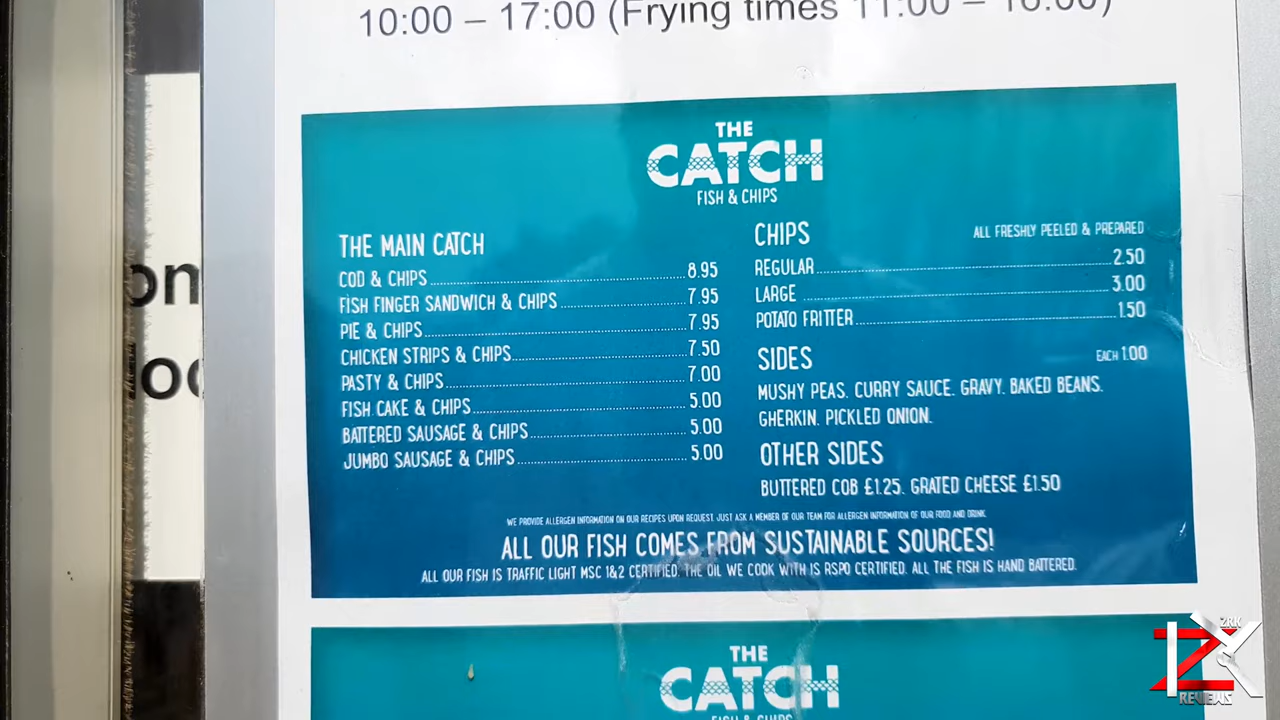 10:00 – 17:00 (Frying times 11:00 – 16:00)
THE
CATCH
FISH & CHIPS
THE MAIN CATCH
COD & CHIPS 8.95
FISH FINGER SANDWICH & CHIPS 7.95
PIE & CHIPS 7.95
CHICKEN STRIPS & CHIPS 7.50
PASTY & CHIPS 7.00
FISH CAKE & CHIPS 5.00
BATTERED SAUSAGE & CHIPS 5.00
JUMBO SAUSAGE & CHIPS 5.00
CHIPS ALL FRESHLY PEELED & PREPARED
REGULAR 2.50
LARGE 3.00
POTATO FRITTER 1.50
SIDES EACH 1.00
MUSHY PEAS. CURRY SAUCE. GRAVY. BAKED BEANS.
GHERKIN. PICKLED ONION.
OTHER SIDES
BUTTERED COB £1.25. GRATED CHEESE £1.50
WE PROVIDE ALLERGEN INFORMATION ON OUR RECIPES UPON REQUEST. JUST ASK A MEMBER OF OUR TEAM FOR ALLERGEN INFORMATION OF OUR FOOD AND DRINK.
ALL OUR FISH COMES FROM SUSTAINABLE SOURCES!
ALL OUR FISH IS TRAFFIC LIGHT MSC 1&2 CERTIFIED. THE OIL WE COOK WITH IS RSPO CERTIFIED. ALL THE FISH IS HAND BATTERED.
THE
CATCH
FISH & CHIPS
ZRK
REVIEWS